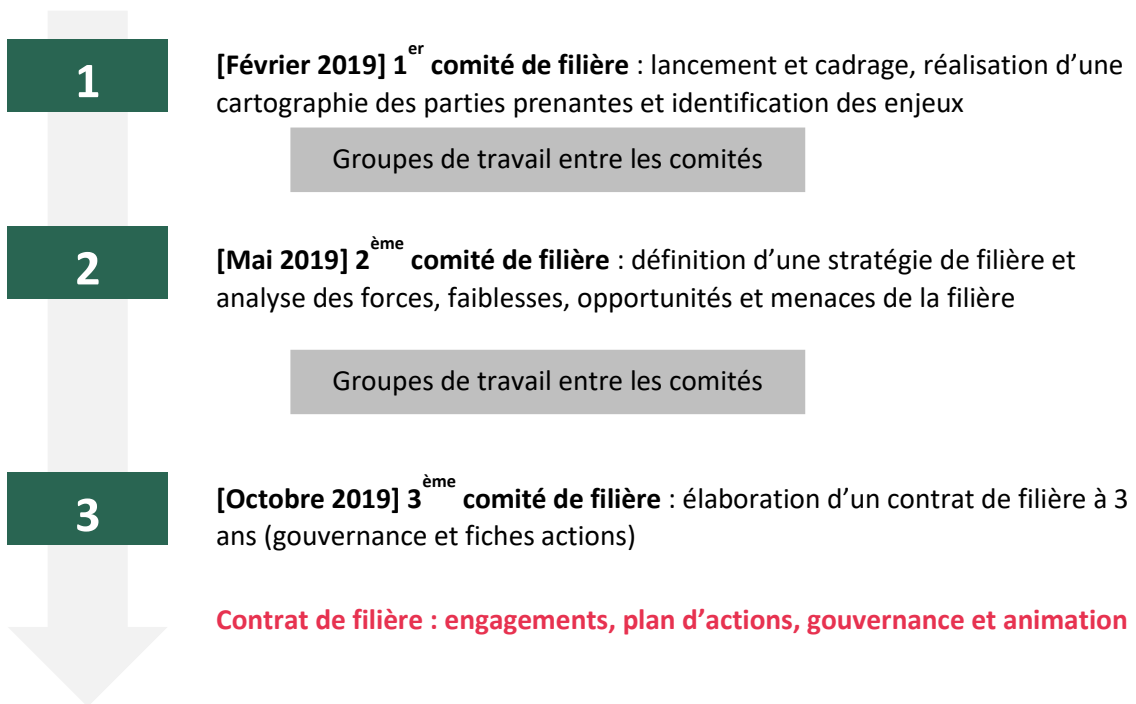 1
[Février 2019] 1er comité de filière : lancement et cadrage, réalisation d’une
cartographie des parties prenantes et identification des enjeux
Groupes de travail entre les comités
2
[Mai 2019] 2ème comité de filière : définition d’une stratégie de filière et
analyse des forces, faiblesses, opportunités et menaces de la filière
Groupes de travail entre les comités
3
[Octobre 2019] 3ème comité de filière : élaboration d’un contrat de filière à 3
ans (gouvernance et fiches actions)
Contrat de filière : engagements, plan d’actions, gouvernance et animation